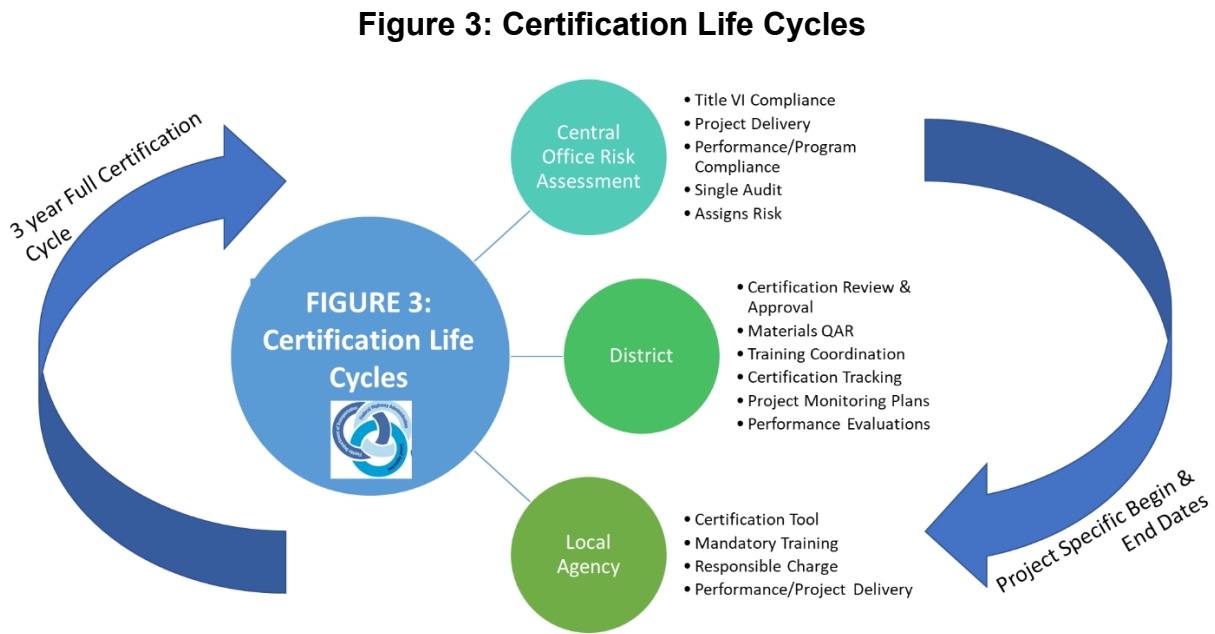 Figure 3: Certification Life Cycles
3 year Full Certification
Cycle
FIGURE 3:
Certification Life
Cycles
Central
Office Risk
Assessment
• Title VI Compliance
• Project Delivery
• Performance/Program
Compliance
• Single Audit
• Assigns Risk
District
• Certification Review &
Approval
• Materials QAR
• Training Coordination
• Certification Tracking
• Project Monitoring Plans
• Performance Evaluations
Local
Agency
• Certification Tool
• Mandatory Training
• Responsible Charge
• Performance/Project Delivery
Project Specific Begin &
End Dates